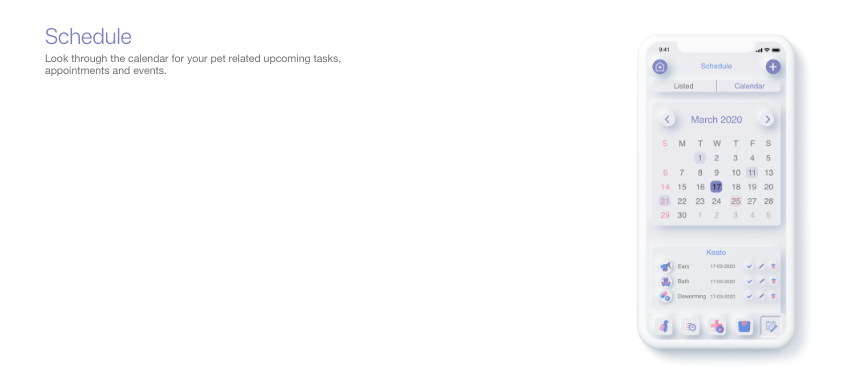 Schedule
Look through the calendar for your pet related upcoming tasks,
appointments and events.
9:41
Schedule
Listed Calendar
March 2020
S M T W T F S
1 2 3 4 5
6 7 8 9 10 11 13
14 15 16 17 18 19 20
21 22 23 24 25 27 28
29 30 1 2 3 4 5
Keato
Ears 17-03-2020
Bath 17-03-2020
Deworming 17-03-2020